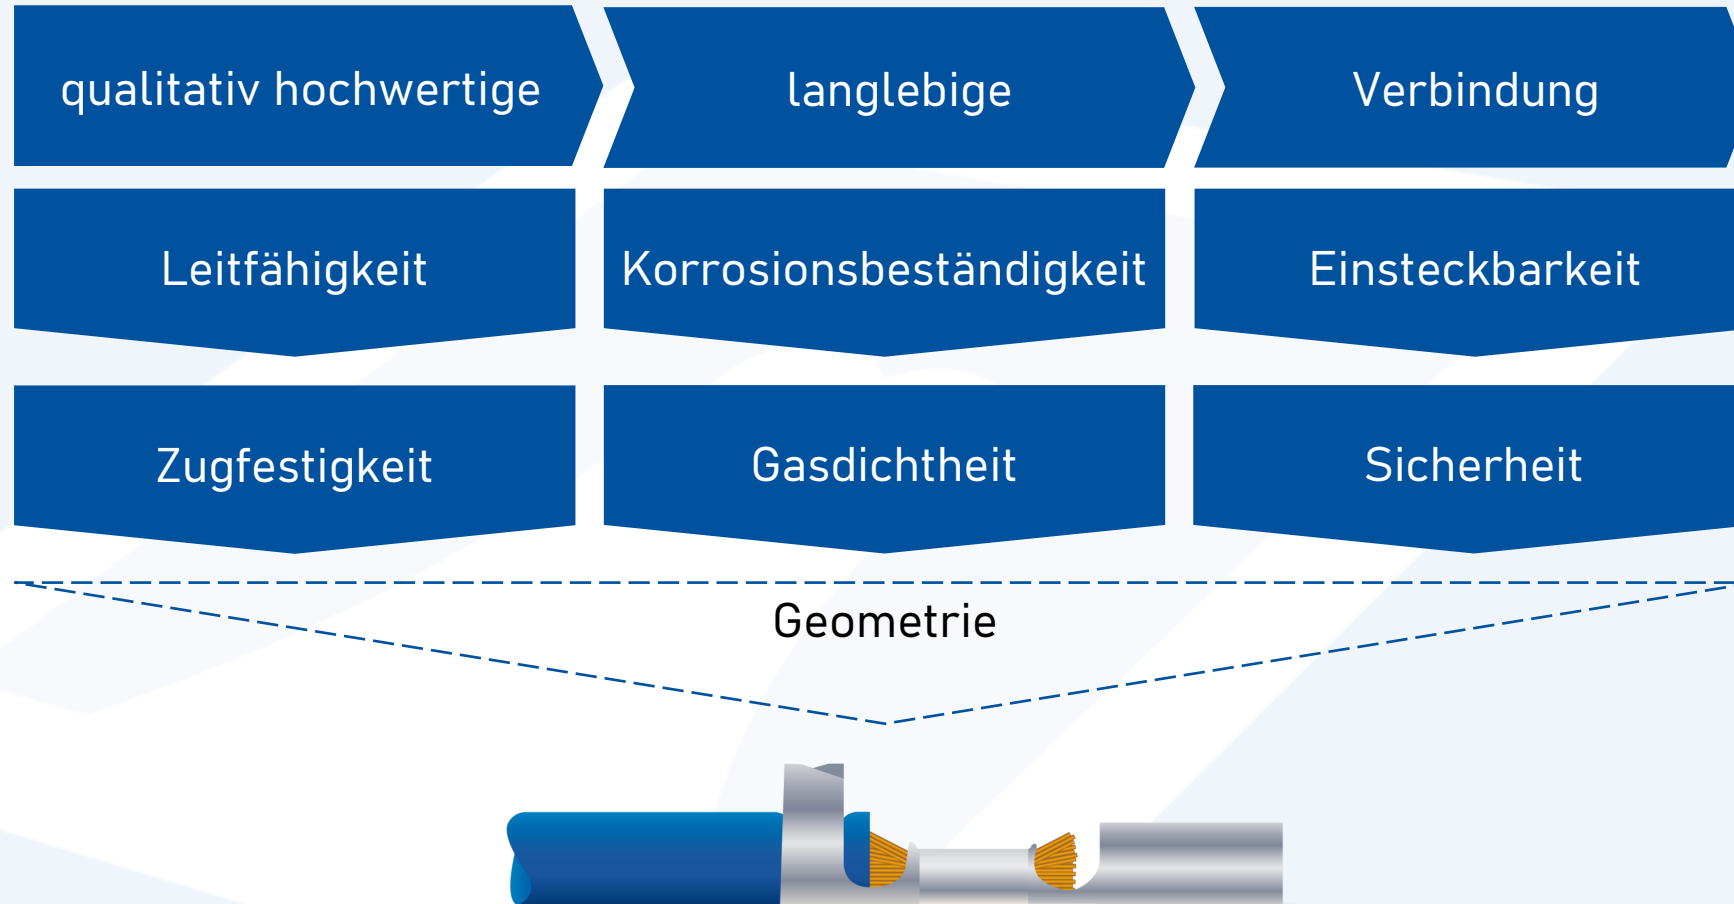 qualitativ hochwertige
langlebige
Verbindung
Leitfähigkeit
Korrosionsbeständigkeit
Einsteckbarkeit
Zugfestigkeit
Gasdichtheit
Sicherheit
Geometrie